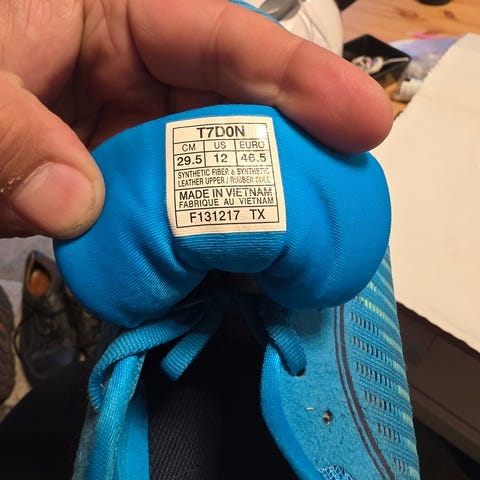 T7D0N
CM US EURO
29.5 12 46.5
SYNTHETIC FIBER & SYNTHETIC
LEATHER UPPER / RUBBER SOLE
MADE IN VIETNAM
FABRIQUE AU VIETNAM
F131217 TX